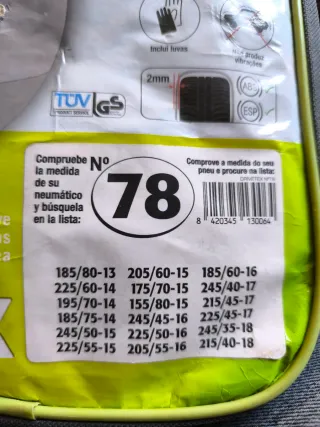 Inclui luvas
vibrações
2mm
ABS
ESP
TÜV
GS
Compruebe
la medida
de su
neumático
y búsquela
en la lista:
Nº
78
Comprove a medida do seu
pneu e procure na lista:
8 420345 130064
185/80-13 205/60-15 185/60-16
225/60-14 175/70-15 245/40-17
195/70-14 155/80-15 215/45-17
185/75-14 245/45-16 225/45-17
245/50-15 225/50-16 245/35-18
225/55-15 205/55-16 215/40-18